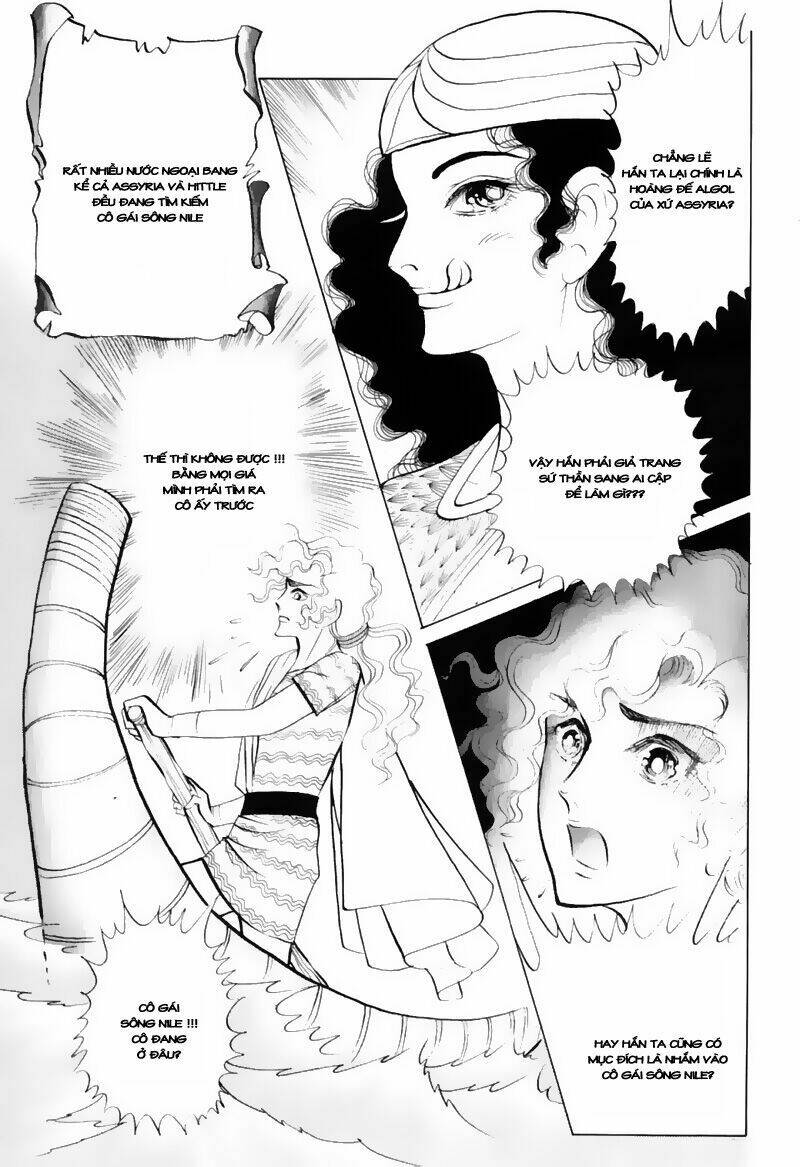 CHẲNG LẼ
HẮN TA LẠI CHÍNH LÀ
HOÀNG ĐẾ ALGOL
CỦA XỨ ASSYRIA?
VẬY HẮN PHẢI GIẢ TRANG
SỨ THẦN SANG AI CẬP
ĐỂ LÀM GÌ???
HAY HẮN TA CŨNG CÓ
MỤC ĐÍCH LÀ NHẮM VÀO
CÔ GÁI SÔNG NILE?
RẤT NHIỀU NƯỚC NGOẠI BANG
KỂ CẢ ASSYRIA VÀ HITTLE
ĐỀU ĐANG TÌM KIẾM
CÔ GÁI SÔNG NILE
THẾ THÌ KHÔNG ĐƯỢC !!!
BẰNG MỌI GIÁ
MÌNH PHẢI TÌM RA
CÔ ẤY TRƯỚC
CÔ GÁI
SÔNG NILE !!!
CÔ ĐANG
Ở ĐÂU?